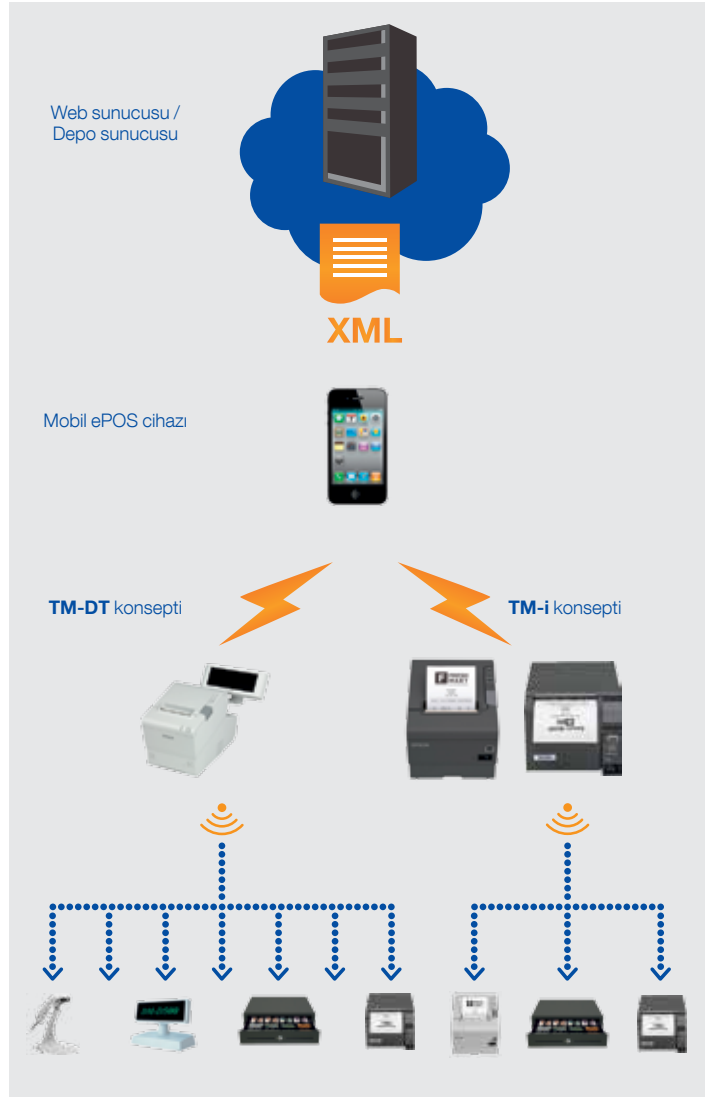 Web sunucusu /
Depo sunucusu
XML
Mobil ePOS cihazı
TM-DT konsepti
TM-i konsepti